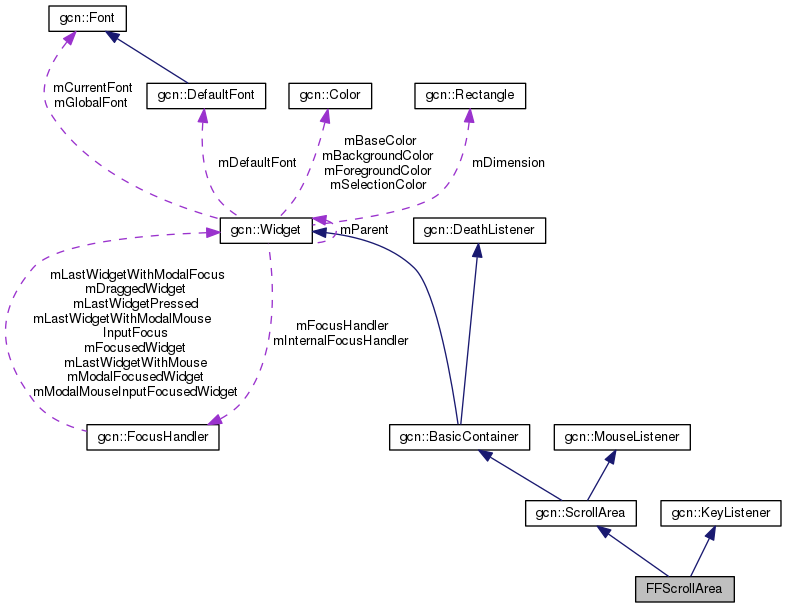 gcn::Font
mCurrentFont
mGlobalFont
gcn::DefaultFont
gcn::Color
gcn::Rectangle
mDefaultFont
mBaseColor
mBackgroundColor
mForegroundColor
mSelectionColor
mDimension
gcn::Widget
mParent
gcn::DeathListener
mLastWidgetWithModalFocus
mDraggedWidget
mLastWidgetPressed
mLastWidgetWithModalMouse
InputFocus
mFocusedWidget
mLastWidgetWithMouse
mModalFocusedWidget
mModalMouseInputFocusedWidget
mFocusHandler
mInternalFocusHandler
gcn::FocusHandler
gcn::BasicContainer
gcn::MouseListener
gcn::ScrollArea
gcn::KeyListener
FFScrollArea